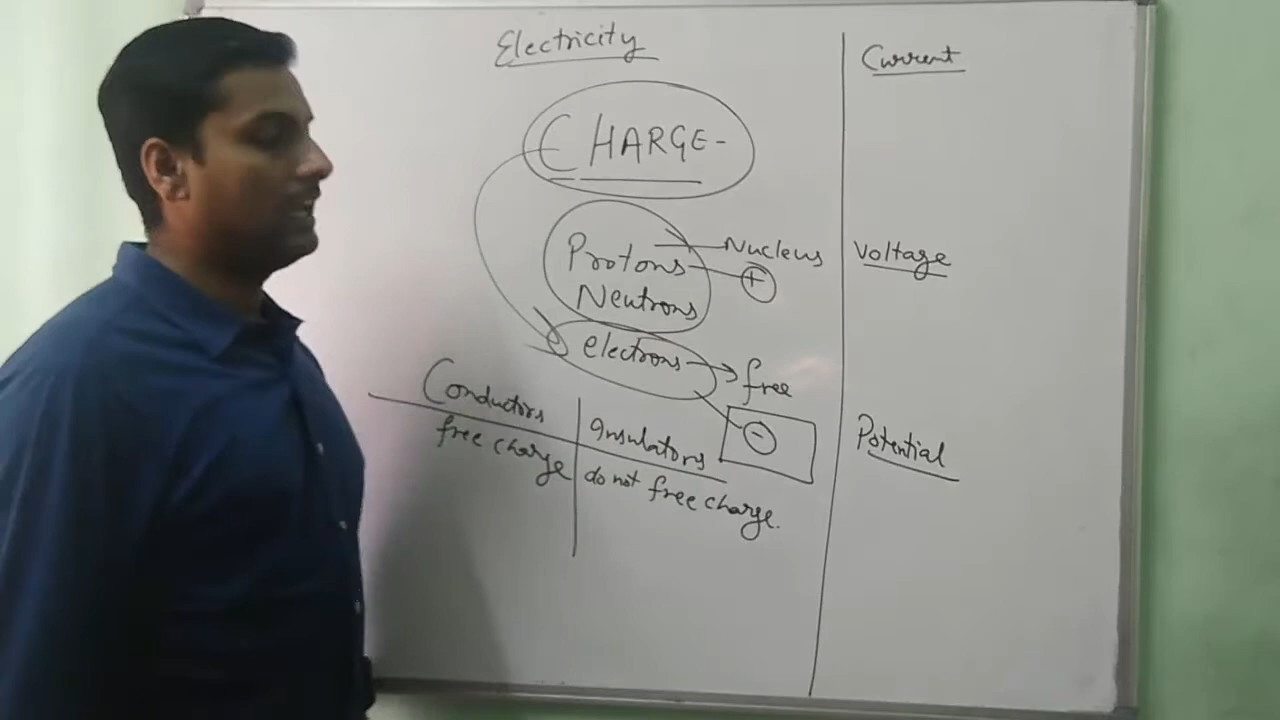 Electricity
CHARGE-
Protons
Nucleus
+
Neutrons
electrons
free
-
Conductors
Insulators
free charge
do not free charge.
Current
Voltage
Potential